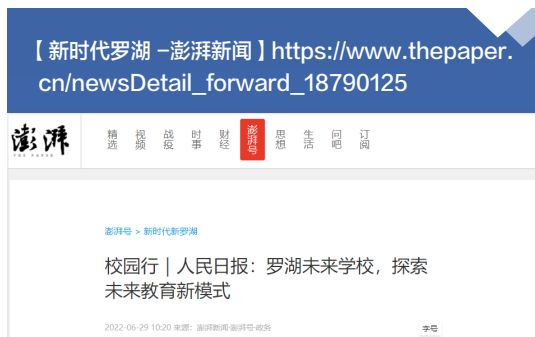 【新时代罗湖 –澎湃新闻】https://www.thepaper.
cn/newsDetail_forward_18790125
澎湃 精选 视频 战疫 时事 财经 澎湃号 思想 生活 问吧 订阅
THE PAPER
澎湃号 > 新时代新罗湖
校园行｜人民日报：罗湖未来学校，探索
未来教育新模式
2022-06-29 10:20 来源：澎湃新闻·澎湃号·政务 字号